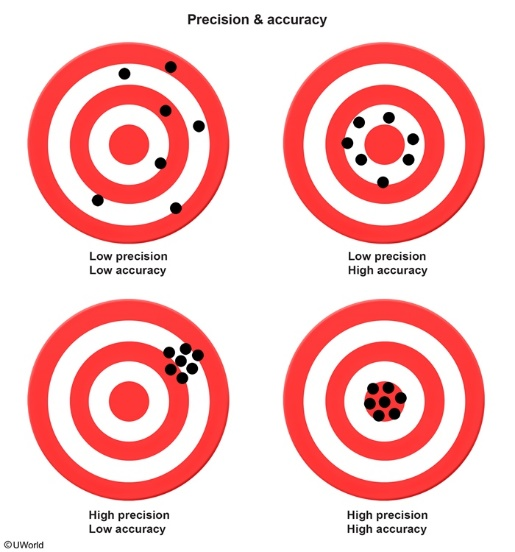 Precision & accuracy
Low precision
Low accuracy
Low precision
High accuracy
High precision
Low accuracy
High precision
High accuracy
©UWorld